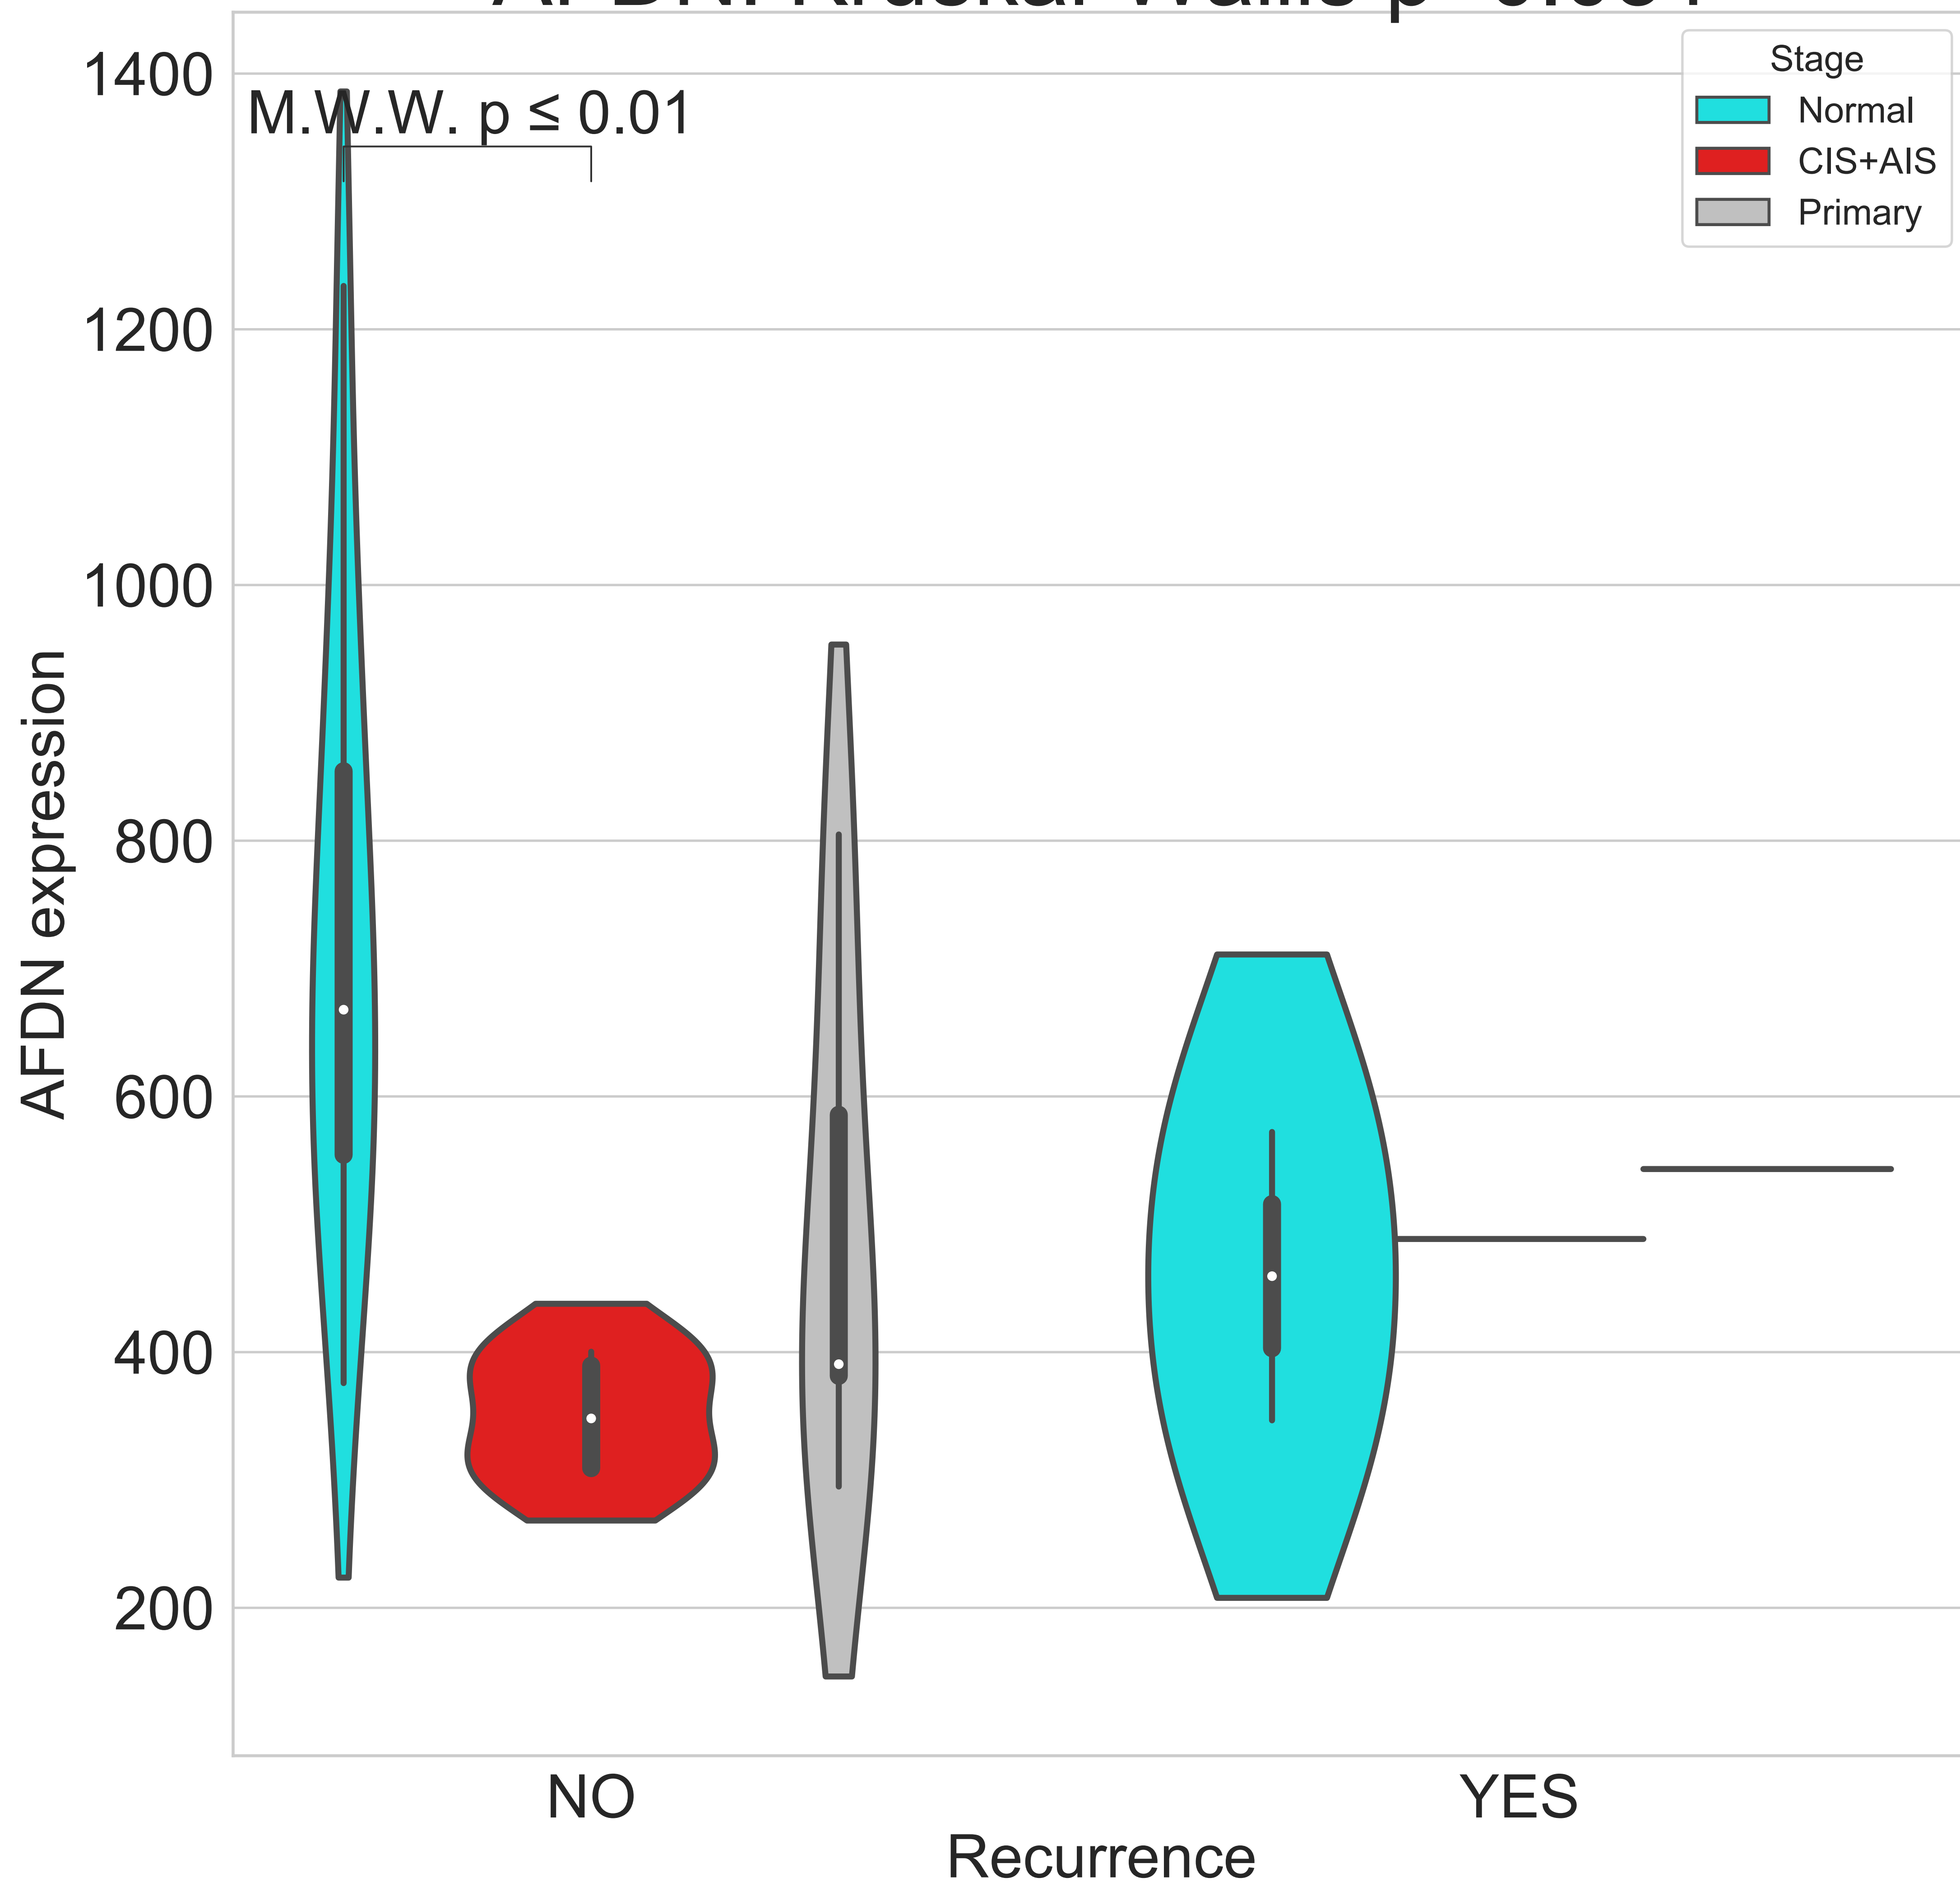 M.W.W. p ≤ 0.01
Stage
Normal
CIS+AIS
Primary
1400
1200
1000
800
600
400
200
AFDN expression
NO
YES
Recurrence